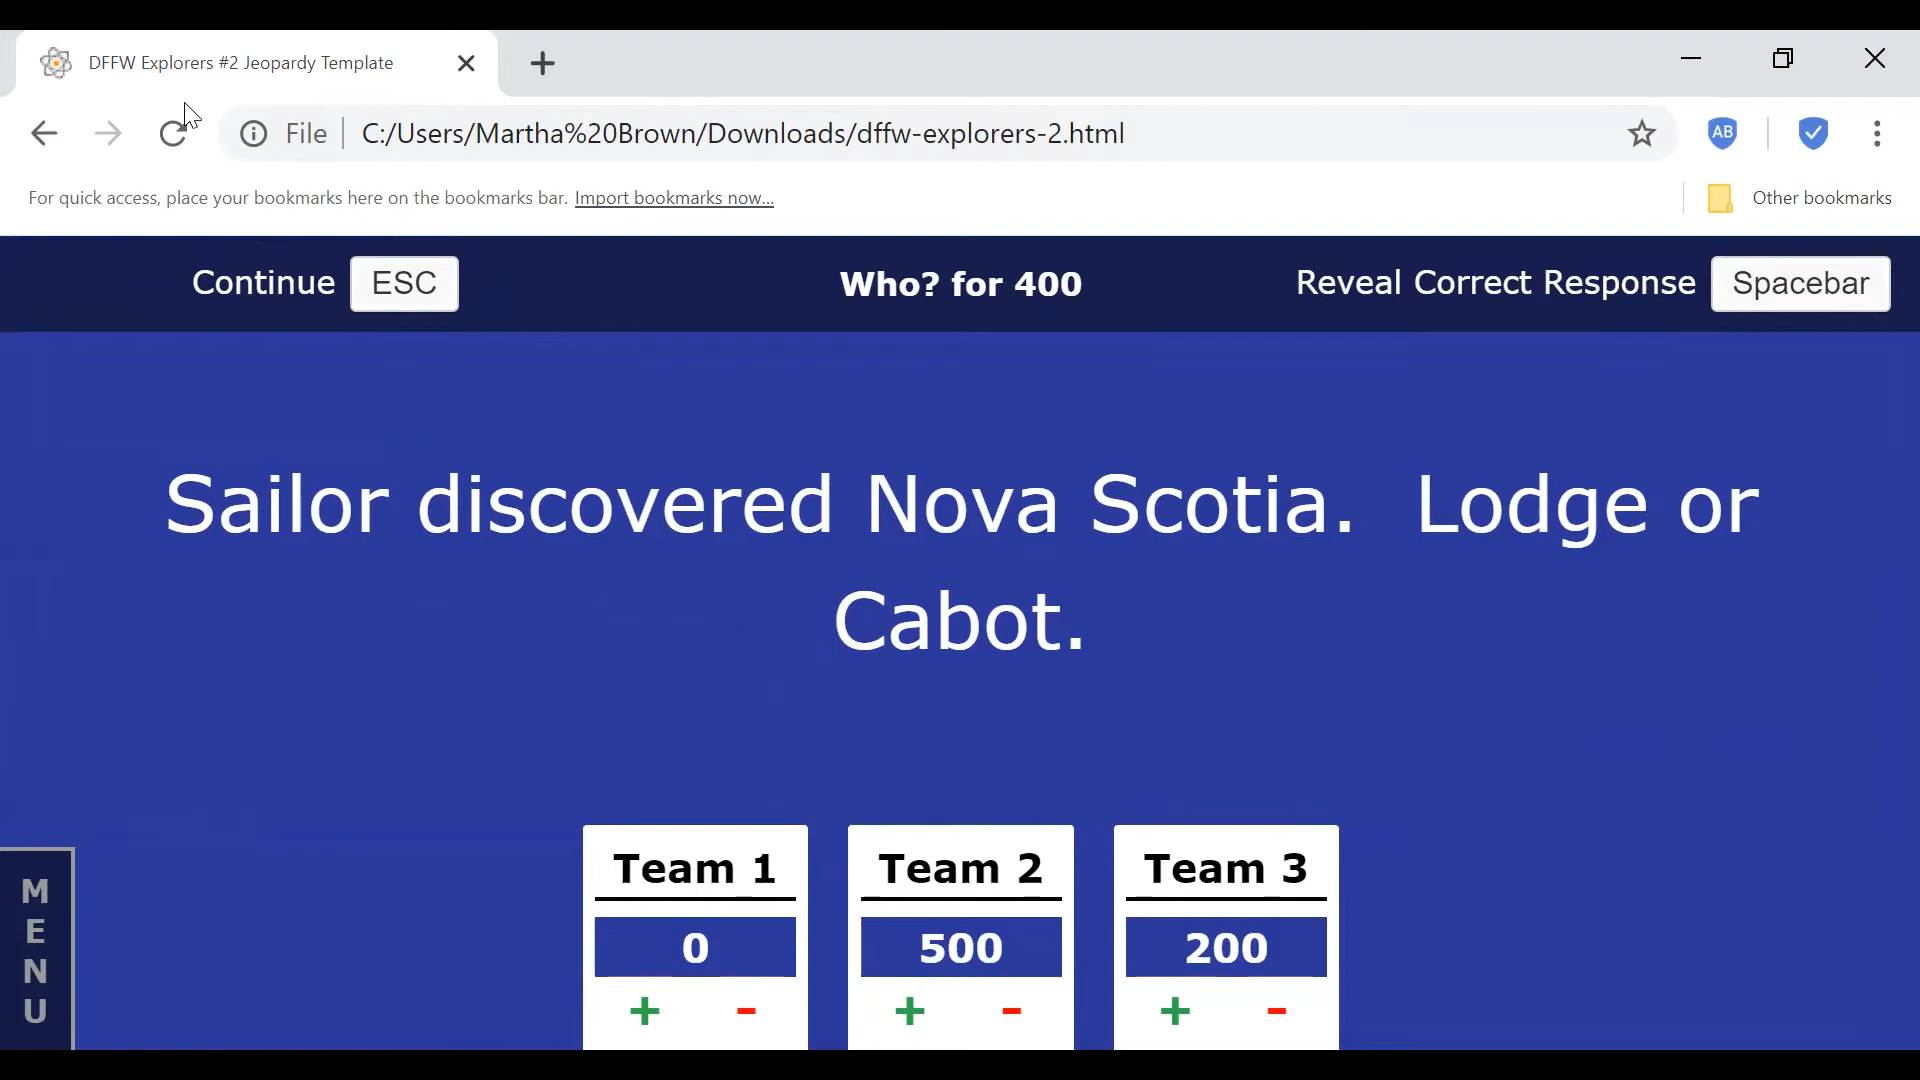 DFFW Explorers #2 Jeopardy Template
File C:/Users/Martha%20Brown/Downloads/dffw-explorers-2.html AB
For quick access, place your bookmarks here on the bookmarks bar. Import bookmarks now... Other bookmarks
Continue ESC Who? for 400 Reveal Correct Response Spacebar
Sailor discovered Nova Scotia. Lodge or
Cabot.
Team 1 Team 2 Team 3
0 500 200
+ - + - + -
MENU